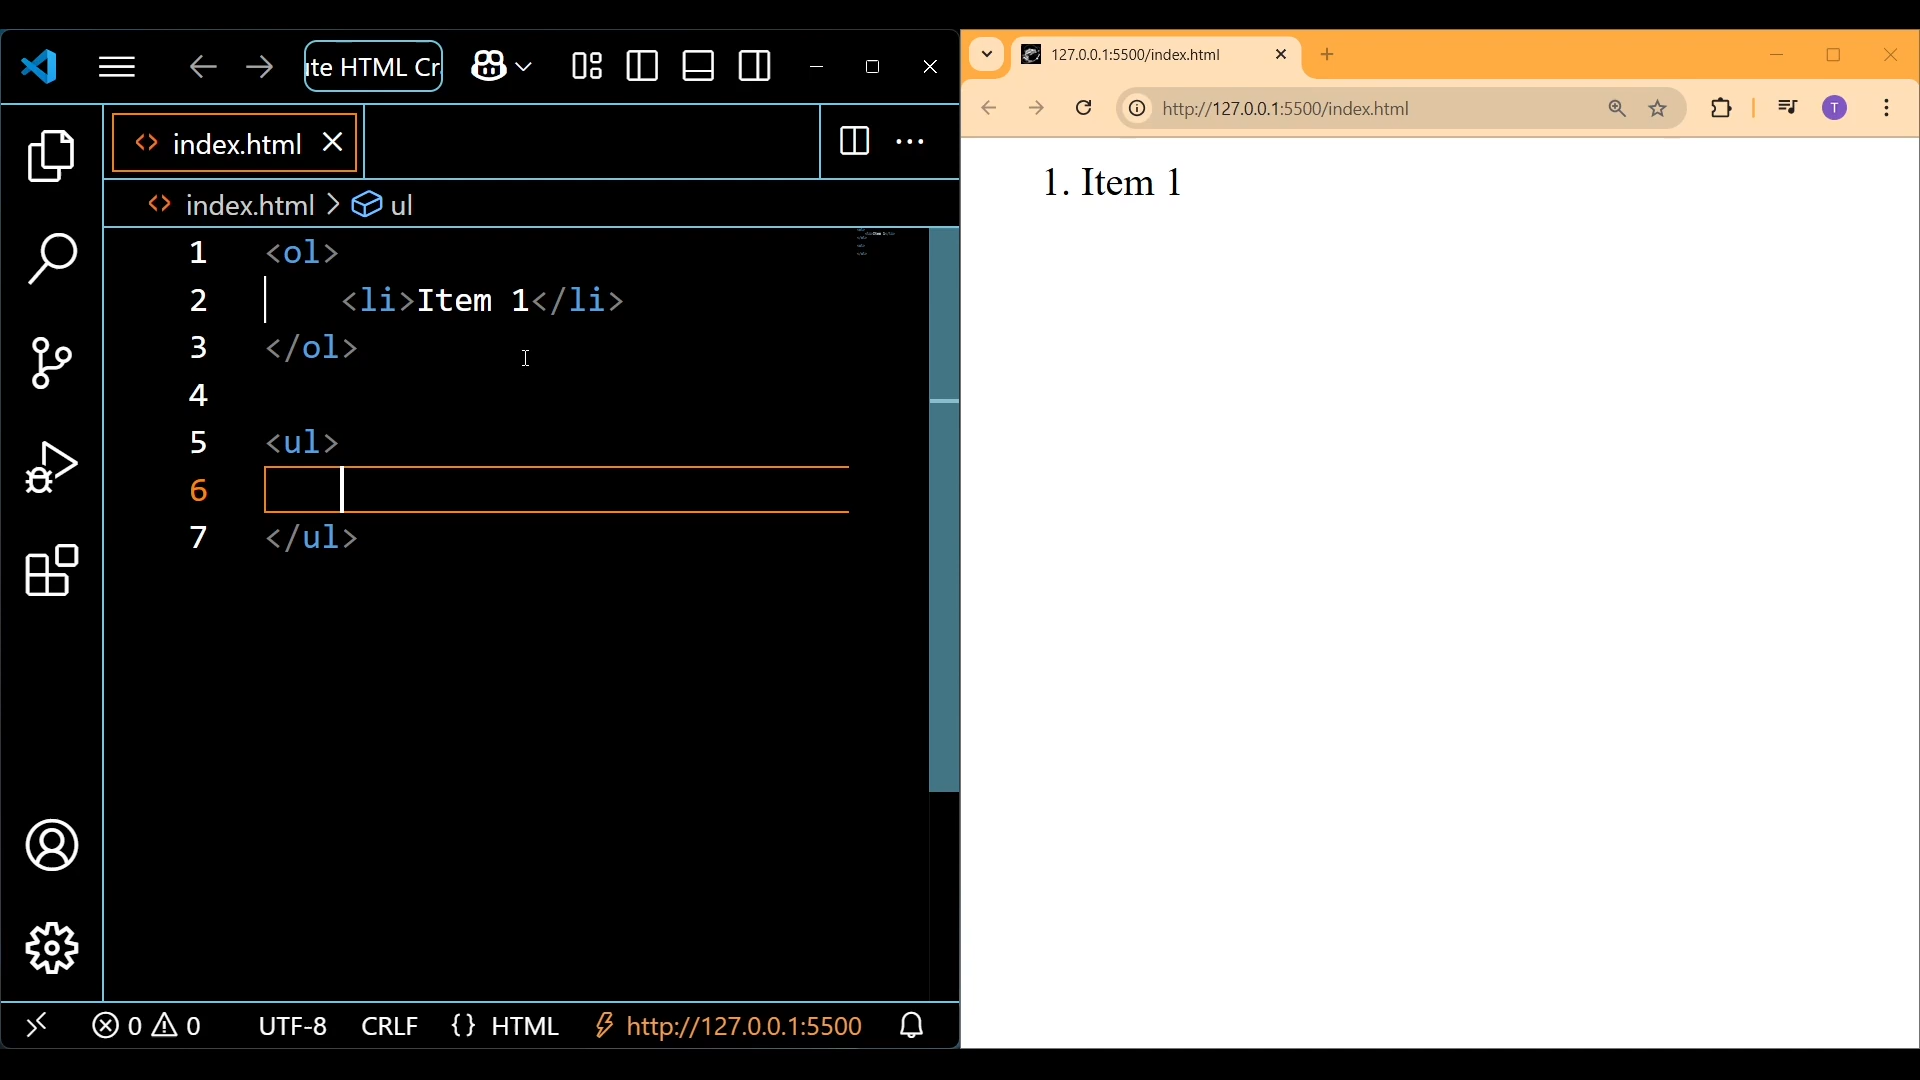 ite HTML Cr
index.html
index.html > ul
1 <ol>
2 <li>Item 1</li>
3 </ol>
4
5 <ul>
6
7 </ul>
0 0 UTF-8 CRLF {} HTML http://127.0.0.1:5500
127.0.0.1:5500/index.html
http://127.0.0.1:5500/index.html
T
1. Item 1